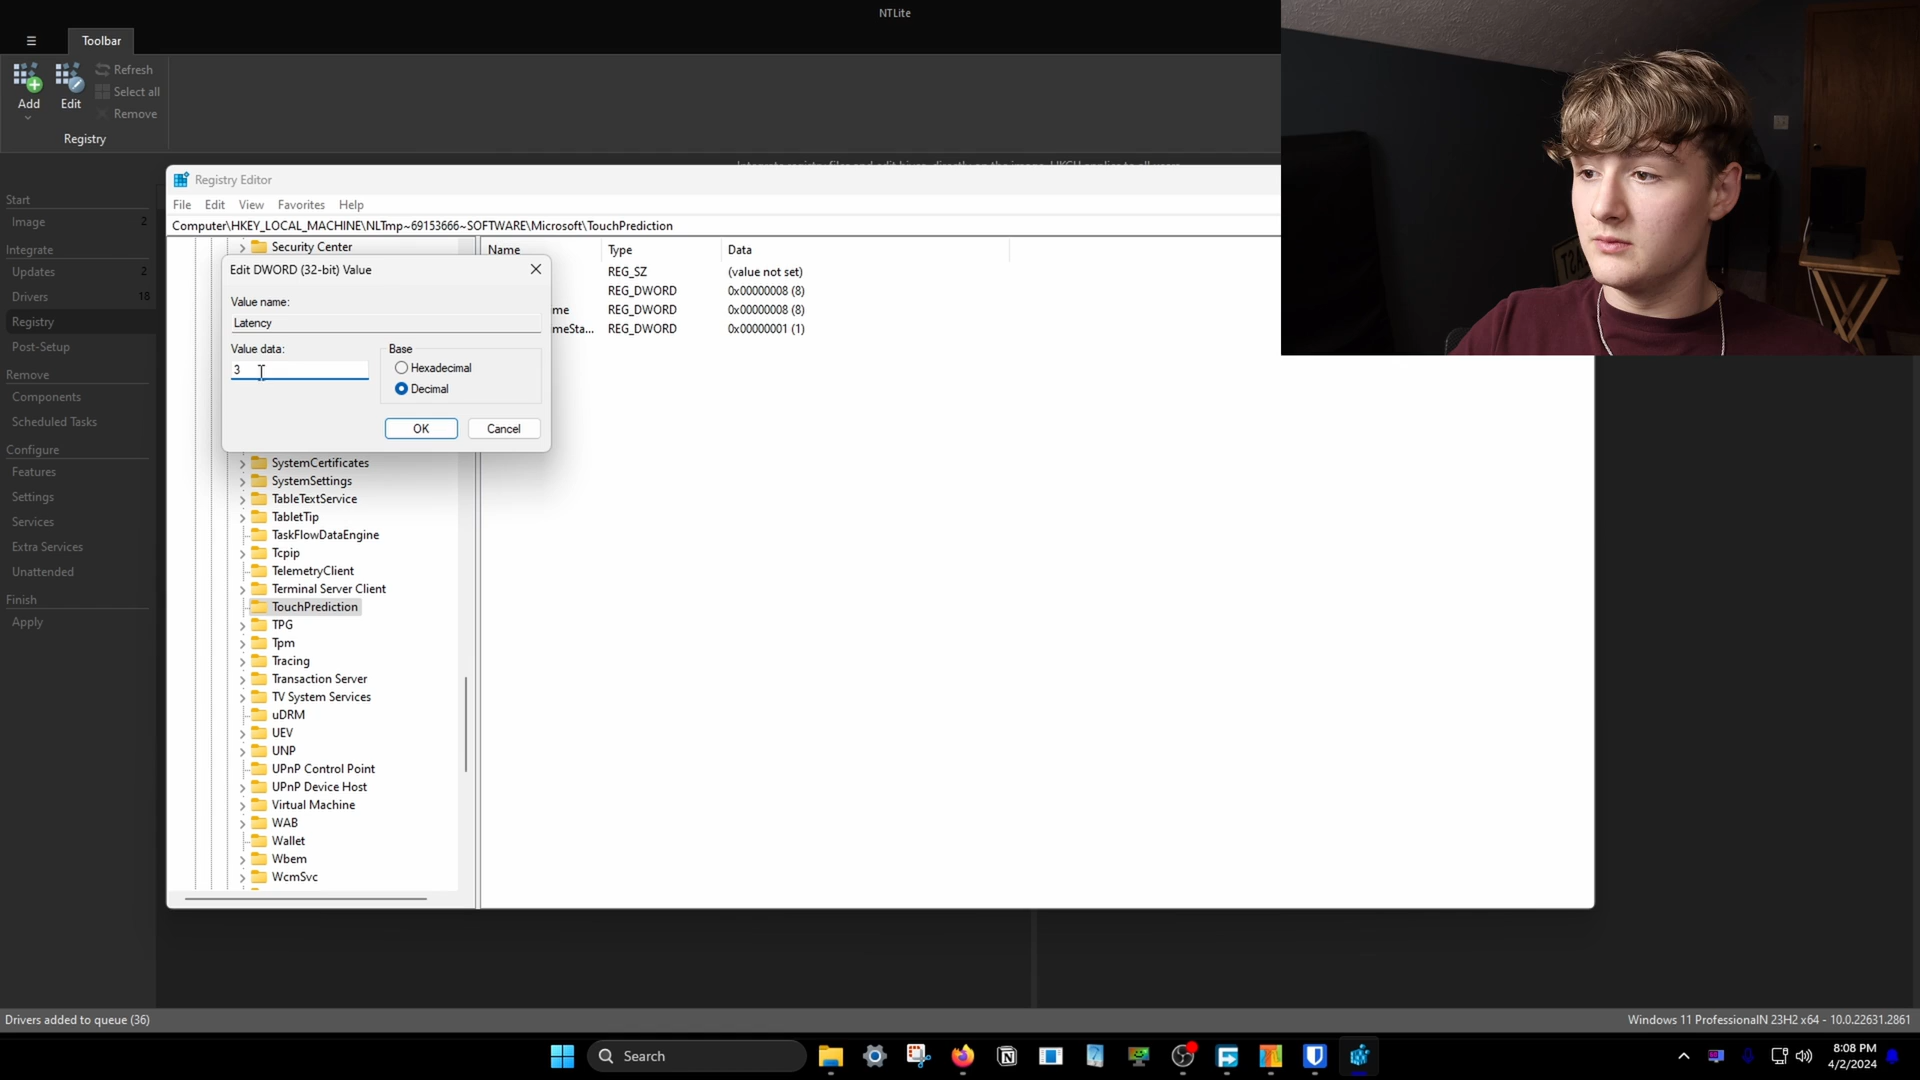 NTLite
Toolbar
Add
Edit
Refresh
Select all
Remove
Registry
Start
Image 2
Integrate
Updates 2
Drivers 18
Registry
Post-Setup
Remove
Components
Scheduled Tasks
Configure
Features
Settings
Services
Extra Services
Unattended
Finish
Apply
Registry Editor
File Edit View Favorites Help
Computer\HKEY_LOCAL_MACHINE\NLTmp~69153666~SOFTWARE\Microsoft\TouchPrediction
Security Center
Edit DWORD (32-bit) Value
Value name:
Latency
Value data:
3
Base
Hexadecimal
Decimal
OK
Cancel
SystemCertificates
SystemSettings
TableTextService
TabletTip
TaskFlowDataEngine
Tcpip
TelemetryClient
Terminal Server Client
TouchPrediction
TPG
Tpm
Tracing
Transaction Server
TV System Services
uDRM
UEV
UNP
UPnP Control Point
UPnP Device Host
Virtual Machine
WAB
Wallet
Wbem
WcmSvc
Name Type Data
REG_SZ (value not set)
REG_DWORD 0x00000008 (8)
me REG_DWORD 0x00000008 (8)
meSta... REG_DWORD 0x00000001 (1)
Drivers added to queue (36)
Windows 11 ProfessionalN 23H2 x64 - 10.0.22631.2861
Search
8:08 PM
4/2/2024